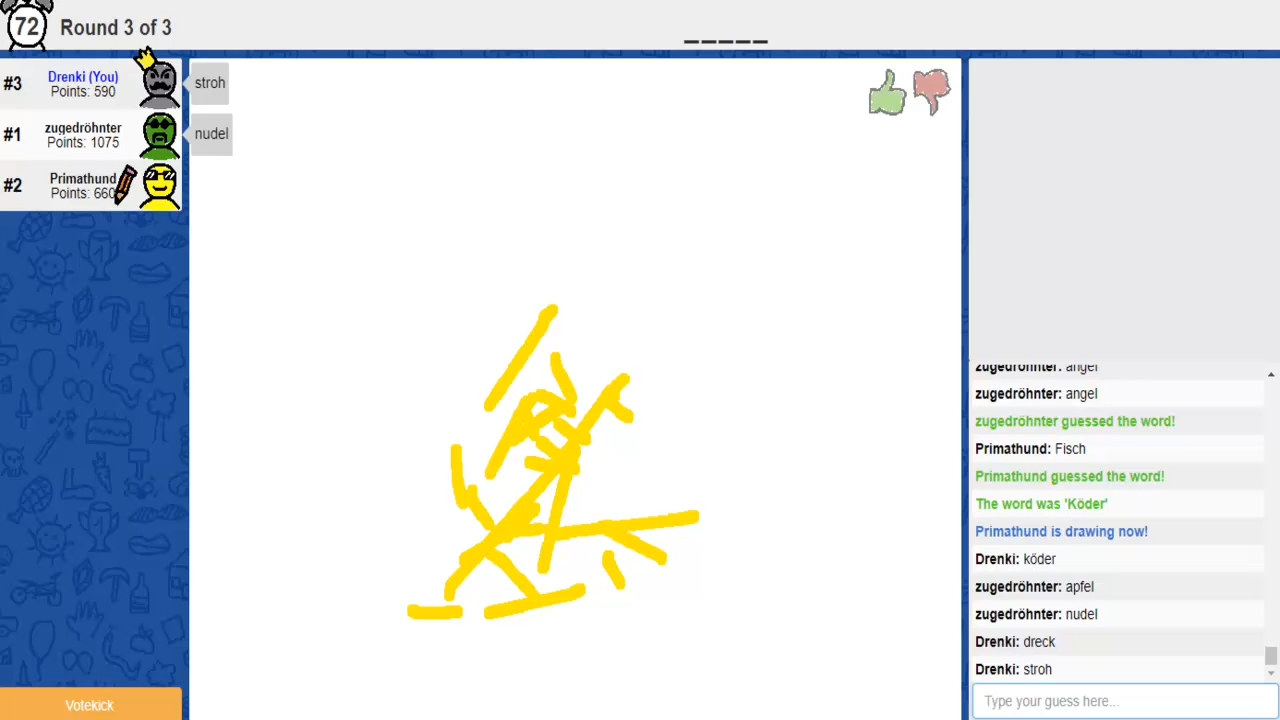 72
Round 3 of 3
_ _ _ _ _
#3
Drenki (You)
Points: 590
stroh
#1
zugedröhnter
Points: 1075
nudel
#2
Primathund
Points: 660
zugedröhnter: angel
zugedröhnter: angel
zugedröhnter guessed the word!
Primathund: Fisch
Primathund guessed the word!
The word was 'Köder'
Primathund is drawing now!
Drenki: köder
zugedröhnter: apfel
zugedröhnter: nudel
Drenki: dreck
Drenki: stroh
Type your guess here...
Votekick